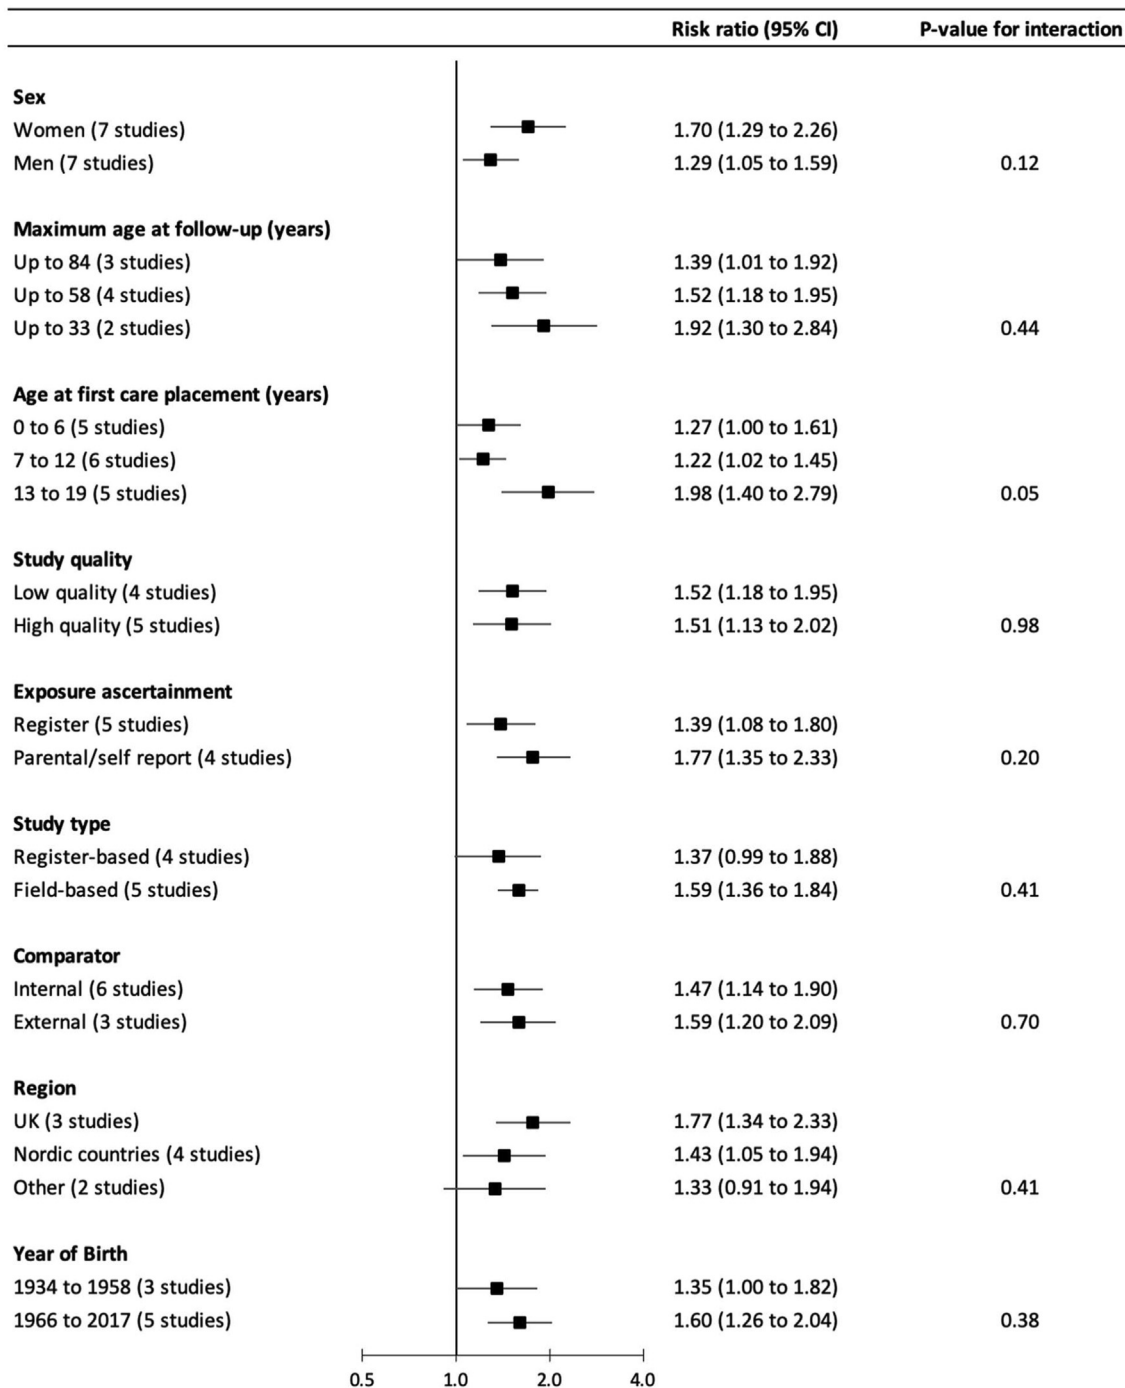 Risk ratio (95% CI) P-value for interaction
Sex
Women (7 studies) 1.70 (1.29 to 2.26)
Men (7 studies) 1.29 (1.05 to 1.59) 0.12
Maximum age at follow-up (years)
Up to 84 (3 studies) 1.39 (1.01 to 1.92)
Up to 58 (4 studies) 1.52 (1.18 to 1.95)
Up to 33 (2 studies) 1.92 (1.30 to 2.84) 0.44
Age at first care placement (years)
0 to 6 (5 studies) 1.27 (1.00 to 1.61)
7 to 12 (6 studies) 1.22 (1.02 to 1.45)
13 to 19 (5 studies) 1.98 (1.40 to 2.79) 0.05
Study quality
Low quality (4 studies) 1.52 (1.18 to 1.95)
High quality (5 studies) 1.51 (1.13 to 2.02) 0.98
Exposure ascertainment
Register (5 studies) 1.39 (1.08 to 1.80)
Parental/self report (4 studies) 1.77 (1.35 to 2.33) 0.20
Study type
Register-based (4 studies) 1.37 (0.99 to 1.88)
Field-based (5 studies) 1.59 (1.36 to 1.84) 0.41
Comparator
Internal (6 studies) 1.47 (1.14 to 1.90)
External (3 studies) 1.59 (1.20 to 2.09) 0.70
Region
UK (3 studies) 1.77 (1.34 to 2.33)
Nordic countries (4 studies) 1.43 (1.05 to 1.94)
Other (2 studies) 1.33 (0.91 to 1.94) 0.41
Year of Birth
1934 to 1958 (3 studies) 1.35 (1.00 to 1.82)
1966 to 2017 (5 studies) 1.60 (1.26 to 2.04) 0.38
0.5 1.0 2.0 4.0